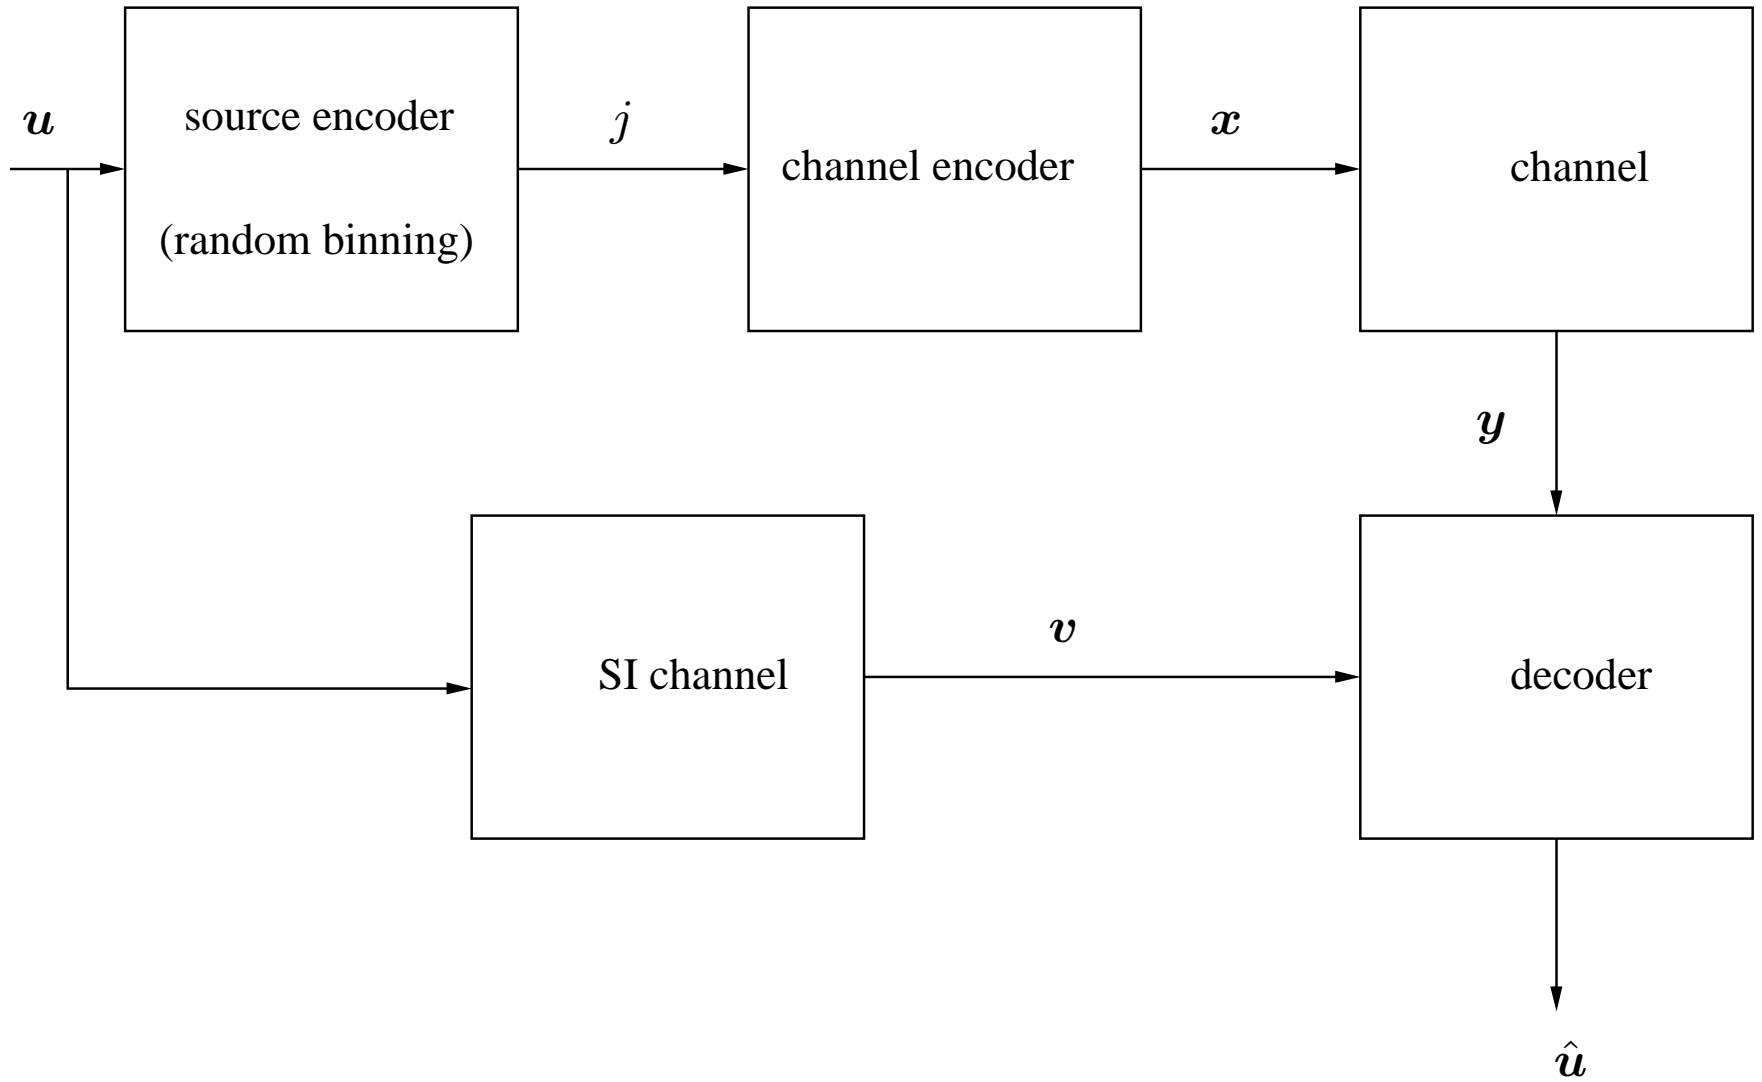 u
source encoder
(random binning)
j
channel encoder
x
channel
y
SI channel
v
decoder
û